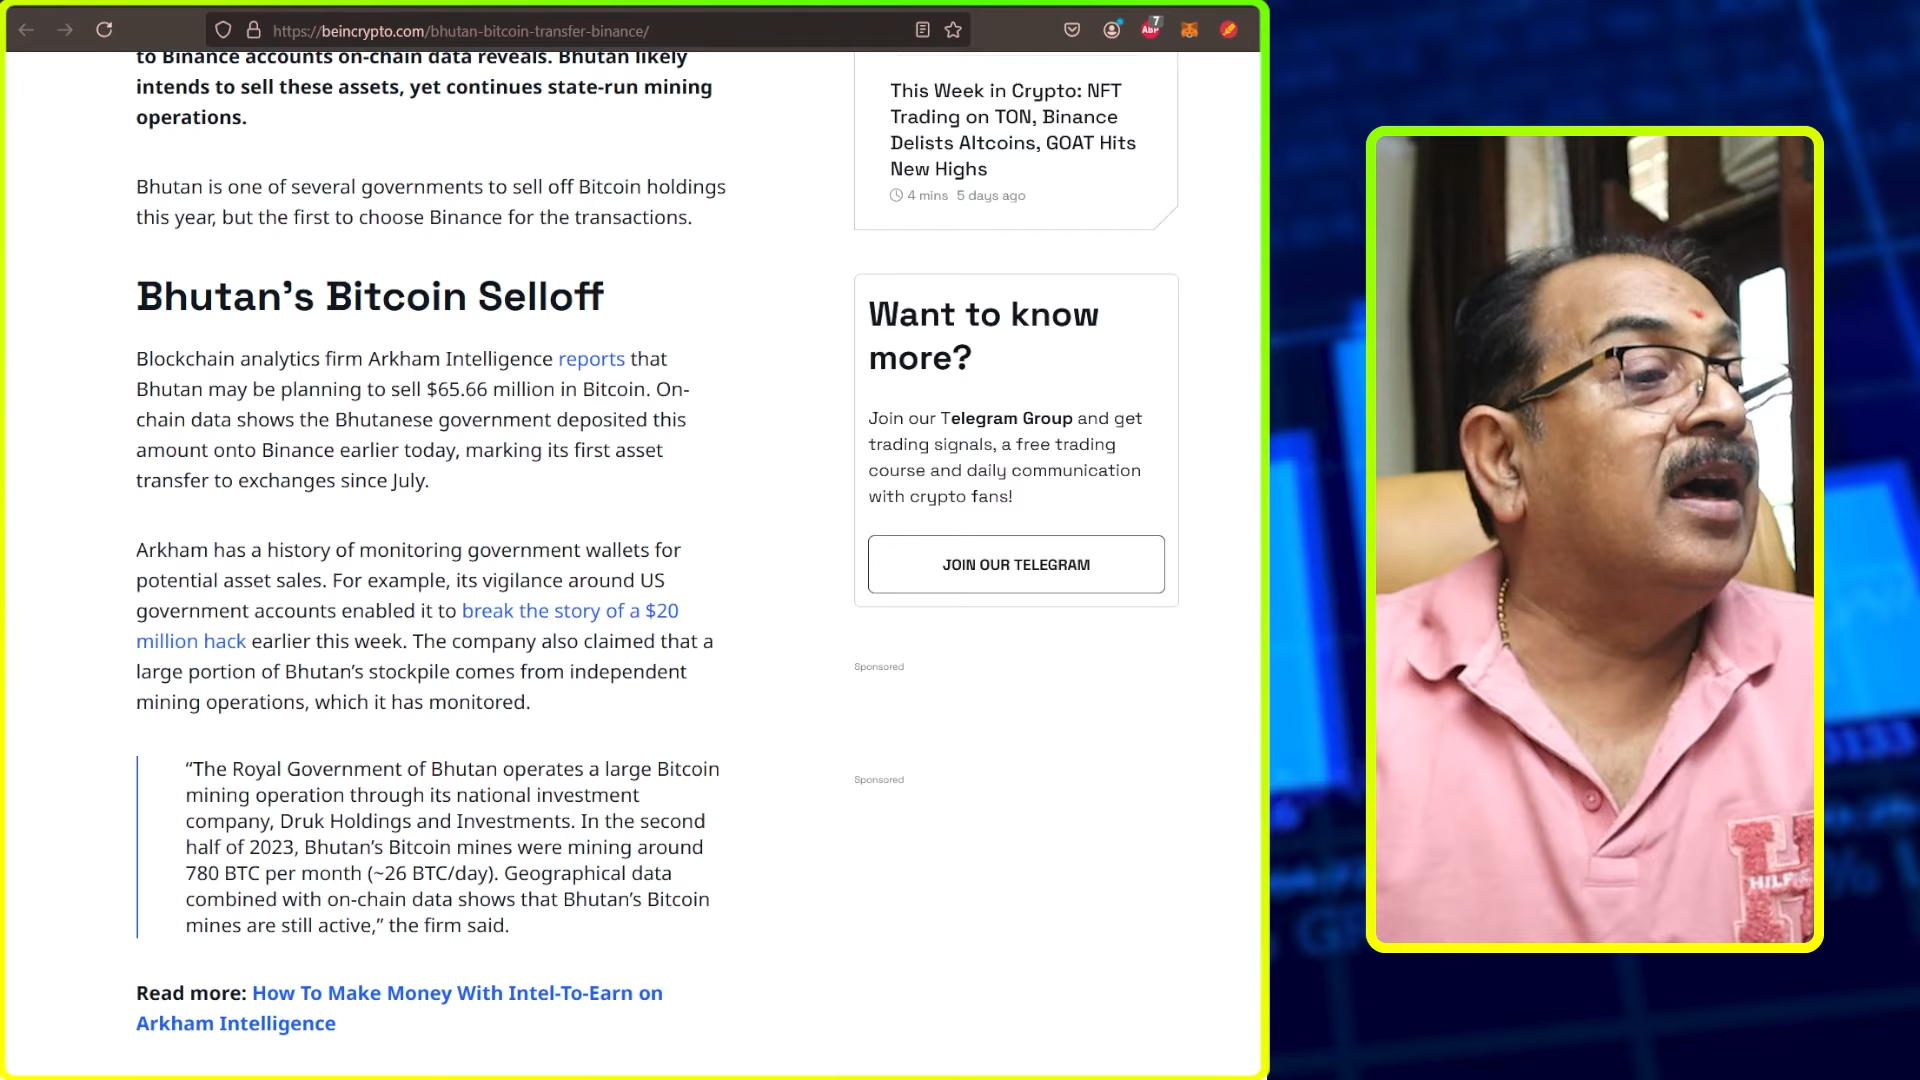 https://beincrypto.com/bhutan-bitcoin-transfer-binance/
7
ABP
to Binance accounts on-chain data reveals. Bhutan likely
intends to sell these assets, yet continues state-run mining
operations.
Bhutan is one of several governments to sell off Bitcoin holdings
this year, but the first to choose Binance for the transactions.
Bhutan's Bitcoin Selloff
Blockchain analytics firm Arkham Intelligence reports that
Bhutan may be planning to sell $65.66 million in Bitcoin. On-
chain data shows the Bhutanese government deposited this
amount onto Binance earlier today, marking its first asset
transfer to exchanges since July.
Arkham has a history of monitoring government wallets for
potential asset sales. For example, its vigilance around US
government accounts enabled it to break the story of a $20
million hack earlier this week. The company also claimed that a
large portion of Bhutan’s stockpile comes from independent
mining operations, which it has monitored.
“The Royal Government of Bhutan operates a large Bitcoin
mining operation through its national investment
company, Druk Holdings and Investments. In the second
half of 2023, Bhutan’s Bitcoin mines were mining around
780 BTC per month (~26 BTC/day). Geographical data
combined with on-chain data shows that Bhutan’s Bitcoin
mines are still active,” the firm said.
Read more: How To Make Money With Intel-To-Earn on
Arkham Intelligence
This Week in Crypto: NFT
Trading on TON, Binance
Delists Altcoins, GOAT Hits
New Highs
4 mins 5 days ago
Want to know
more?
Join our Telegram Group and get
trading signals, a free trading
course and daily communication
with crypto fans!
JOIN OUR TELEGRAM
Sponsored
Sponsored